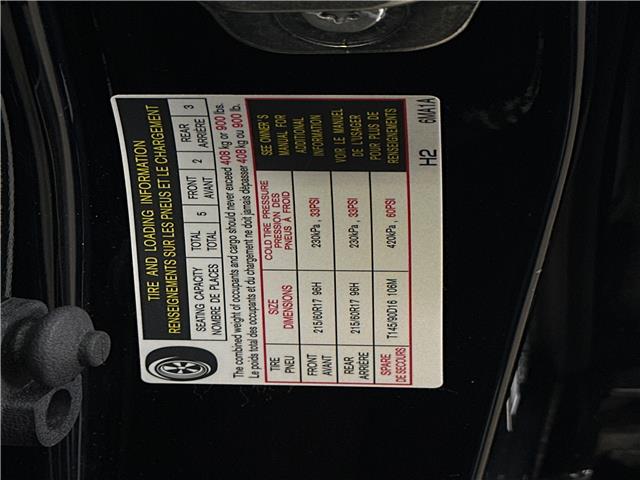 TIRE AND LOADING INFORMATION
RENSEIGNEMENTS SUR LES PNEUS ET LE CHARGEMENT
SEATING CAPACITY TOTAL 5 FRONT 2 REAR 3
NOMBRE DE PLACES TOTAL AVANT ARRIÈRE
The combined weight of occupants and cargo should never exceed 408 kg or 900 lbs.
Le poids total des occupants et du chargement ne doit jamais dépasser 408 kg ou 900 lb.
TIRE SIZE COLD TIRE PRESSURE
PNEU DIMENSIONS PRESSION DES
PNEUS À FROID
FRONT 215/60R17 96H 230kPa, 33PSI
AVANT
REAR 215/60R17 96H 230kPa, 33PSI
ARRIÈRE
SPARE T145/90D16 106M 420kPa, 60PSI
DE SECOURS
SEE OWNER'S
MANUAL FOR
ADDITIONAL
INFORMATION
VOIR LE MANUEL
DE L'USAGER
POUR PLUS DE
RENSEIGNEMENTS
H2 6MA1A